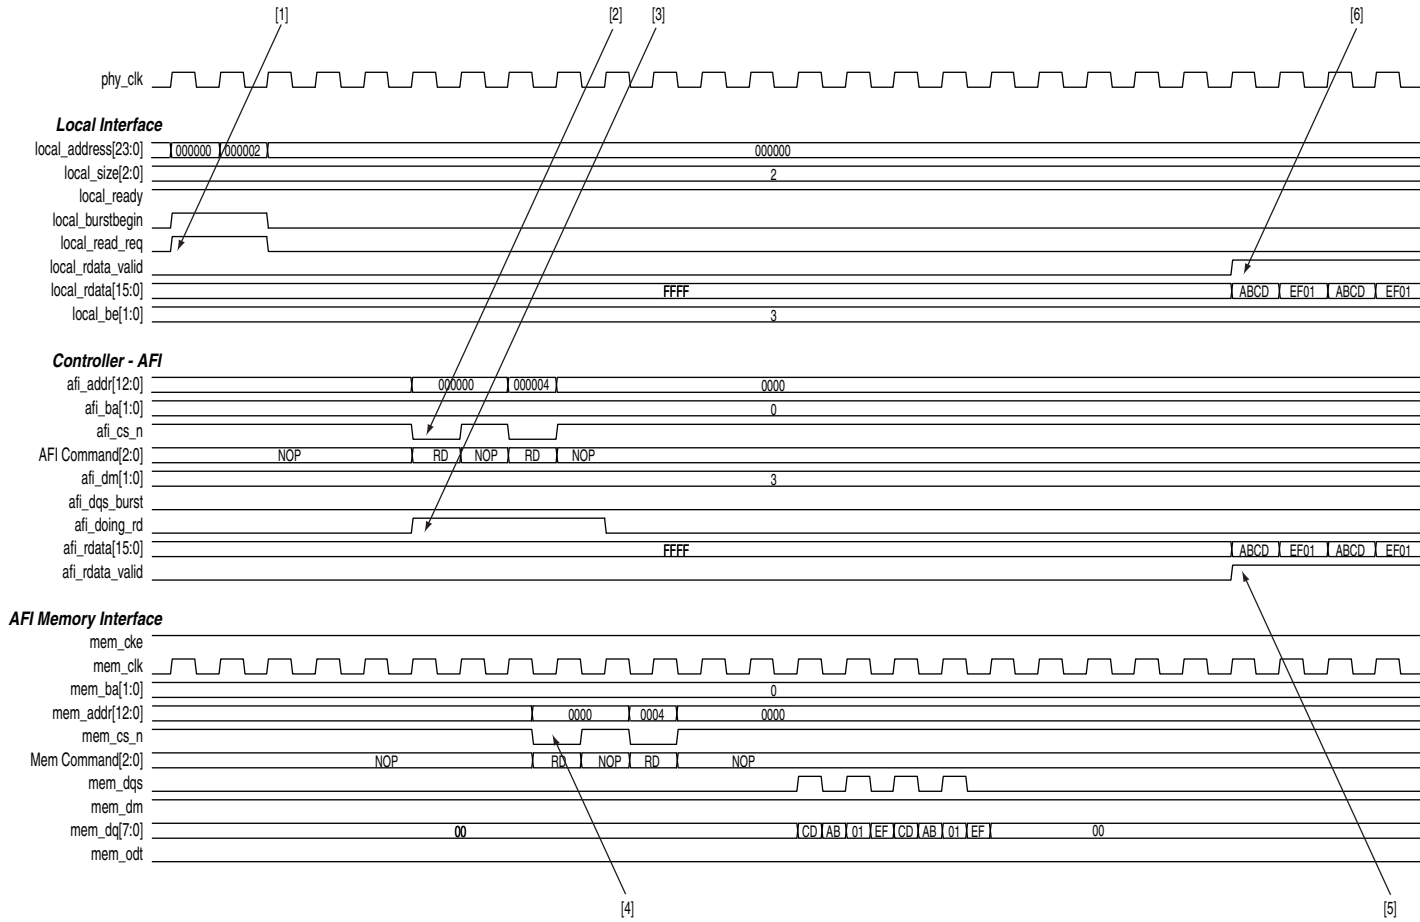 [1] [2] [3] [6]
phy_clk
Local Interface
local_address[23:0] 000000 000002 000000
local_size[2:0] 2
local_ready
local_burstbegin
local_read_req
local_rdata_valid
local_rdata[15:0] FFFF ABCD EF01 ABCD EF01
local_be[1:0] 3
Controller - AFI
afi_addr[12:0] 000000 000004 0000
afi_ba[1:0] 0
afi_cs_n
AFI Command[2:0] NOP RD NOP RD NOP
afi_dm[1:0] 3
afi_dqs_burst
afi_doing_rd
afi_rdata[15:0] FFFF ABCD EF01 ABCD EF01
afi_rdata_valid
AFI Memory Interface
mem_cke
mem_clk
mem_ba[1:0] 0
mem_addr[12:0] 0000 0004 0000
mem_cs_n
Mem Command[2:0] NOP RD NOP RD NOP
mem_dqs
mem_dm
mem_dq[7:0] 00 CD AB 01 EF CD AB 01 EF 00
mem_odt
[4] [5]